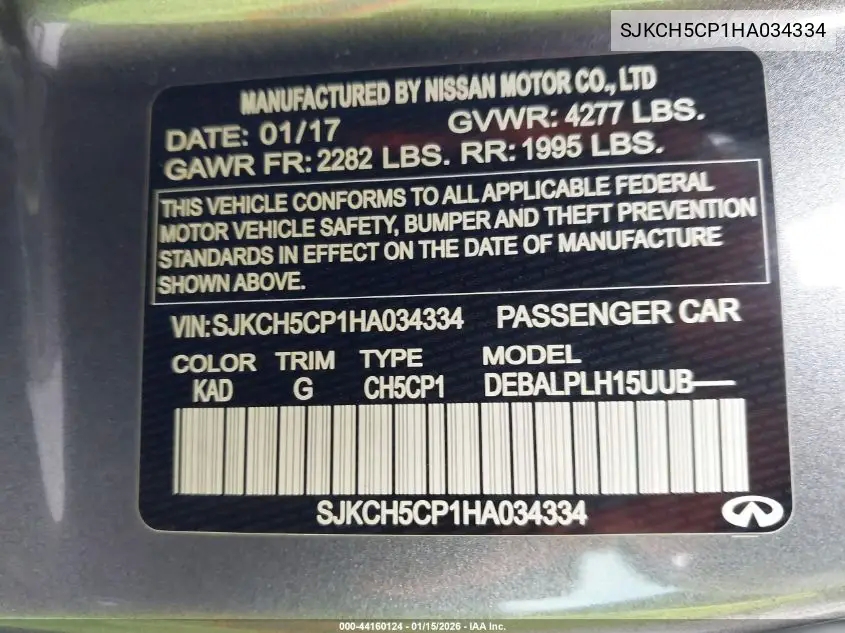 SJKCH5CP1HA034334
MANUFACTURED BY NISSAN MOTOR CO., LTD
DATE: 01/17 GVWR: 4277 LBS.
GAWR FR: 2282 LBS. RR: 1995 LBS.
THIS VEHICLE CONFORMS TO ALL APPLICABLE FEDERAL
MOTOR VEHICLE SAFETY, BUMPER AND THEFT PREVENTION
STANDARDS IN EFFECT ON THE DATE OF MANUFACTURE
SHOWN ABOVE.
VIN: SJKCH5CP1HA034334 PASSENGER CAR
COLOR TRIM TYPE MODEL
KAD G CH5CP1 DEBALPLH15UUB——
SJKCH5CP1HA034334
000-44160124 - 01/15/2026 - IAA Inc.